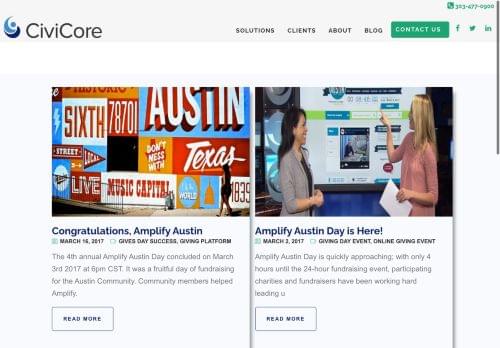 303-477-0900
CiviCore
SOLUTIONS CLIENTS ABOUT BLOG CONTACT US
SIXTH
78701
AUSTIN
STREET
LOCAL
DON'T
MESS
WITH
Texas
LIVE
MUSIC CAPITAL
WORLD
1839
Congratulations, Amplify Austin
MARCH 16, 2017 GIVES DAY SUCCESS, GIVING PLATFORM
The 4th annual Amplify Austin Day concluded on March
3rd 2017 at 6pm CST. It was a fruitful day of fundraising
for the Austin Community. Community members helped
Amplify.
READ MORE
Amplify Austin Day is Here!
MARCH 2, 2017 GIVING DAY EVENT, ONLINE GIVING EVENT
Amplify Austin Day is quickly approaching; with only 4
hours until the 24-hour fundraising event, participating
charities and fundraisers have been working hard
leading u
READ MORE